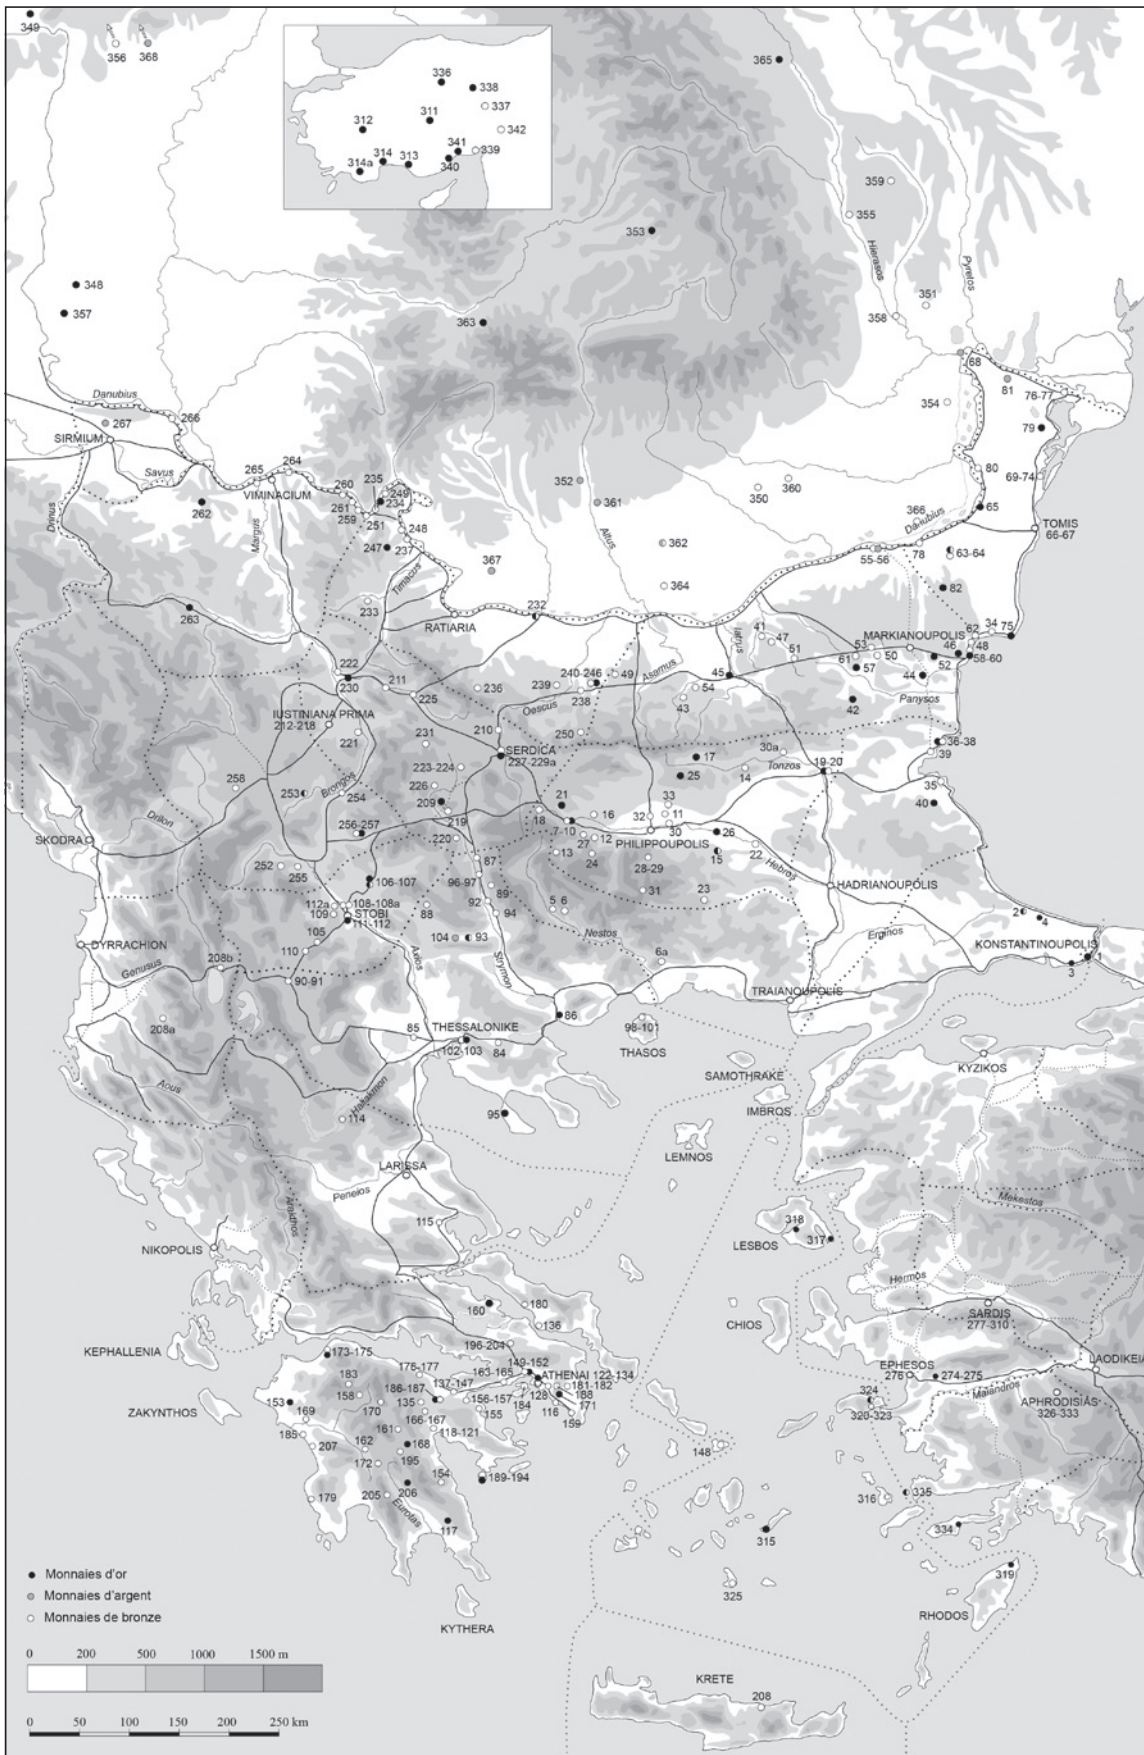 349
356
368
365
336
338
337
311
312
342
341
339
314
313
340
314a
359
355
353
Hierasos
Pyretos
348
351
357
358
363
68
81
76-77
Danubius
266
354
267
79
SIRMIUM
Savus
265
264
235
249
260
234
352
80
69-74
350
360
VIMINACIUM
261
259
251
361
65
Drinus
262
248
366
Danubius
TOMIS
66-67
Margus
247
237
Altus
362
55-56
78
63-64
367
Timacus
364
82
233
263
RATIARIA
232
41
47
Iatrus
MARKIANOUPOLIS
62
34
75
53
51
50
46
48
222
230
211
225
236
239
240-246
49
Asamus
45
61
57
52
58-60
44
238
54
43
Oescus
42
Panysos
IUSTINIANA PRIMA
212-218
221
231
210
250
SERDICA
227-229a
36-38
39
17
30a
Tonzos
14
19-20
223-224
25
258
253
Brongos
254
226
209
21
35
40
33
219
18
16
32
11
Drilon
256-257
7-10
30
26
SKODRA
220
27
12
PHILIPPOUPOLIS
15
22
13
24
252
255
87
28-29
Hebros
106-107
96-97
HADRIANOUPOLIS
89
31
23
112a
108-108a
92
109
STOBI
111-112
88
94
5
6
2
4
105
104
93
Nestos
Erginos
DYRRACHION
110
Axios
Strymon
KONSTANTINOUPOLIS
1
Genusus
208b
6a
3
90-91
TRAIANOUPOLIS
208a
86
85
THESSALONIKE
98-101
102-103
84
THASOS
KYZIKOS
SAMOTHRAKE
Aous
Haliakmon
IMBROS
95
114
LEMNOS
LARISSA
Peneios
Mekestos
Arakthos
115
318
317
LESBOS
NIKOPOLIS
Hermos
160
180
SARDIS
277-310
136
CHIOS
196-204
KEPHALLENIA
173-175
149-152
EPHESOS
276
274-275
LAODIKEIA
176-177
163-165
ATHENAI 122-134
183
186-187
137-147
128
181-182
188
324
Maiandros
APHRODISIAS
326-333
158
156-157
ZAKYNTHOS
153
170
135
184
116
171
320-323
169
155
159
166-167
185
161
118-121
207
162
168
148
195
172
154
189-194
179
205
206
316
335
Eurotas
117
315
334
319
Monnaies d'or
Monnaies d'argent
325
Monnaies de bronze
RHODOS
KYTHERA
0 200 500 1000 1500 m
KRETE
208
0 50 100 150 200 250 km